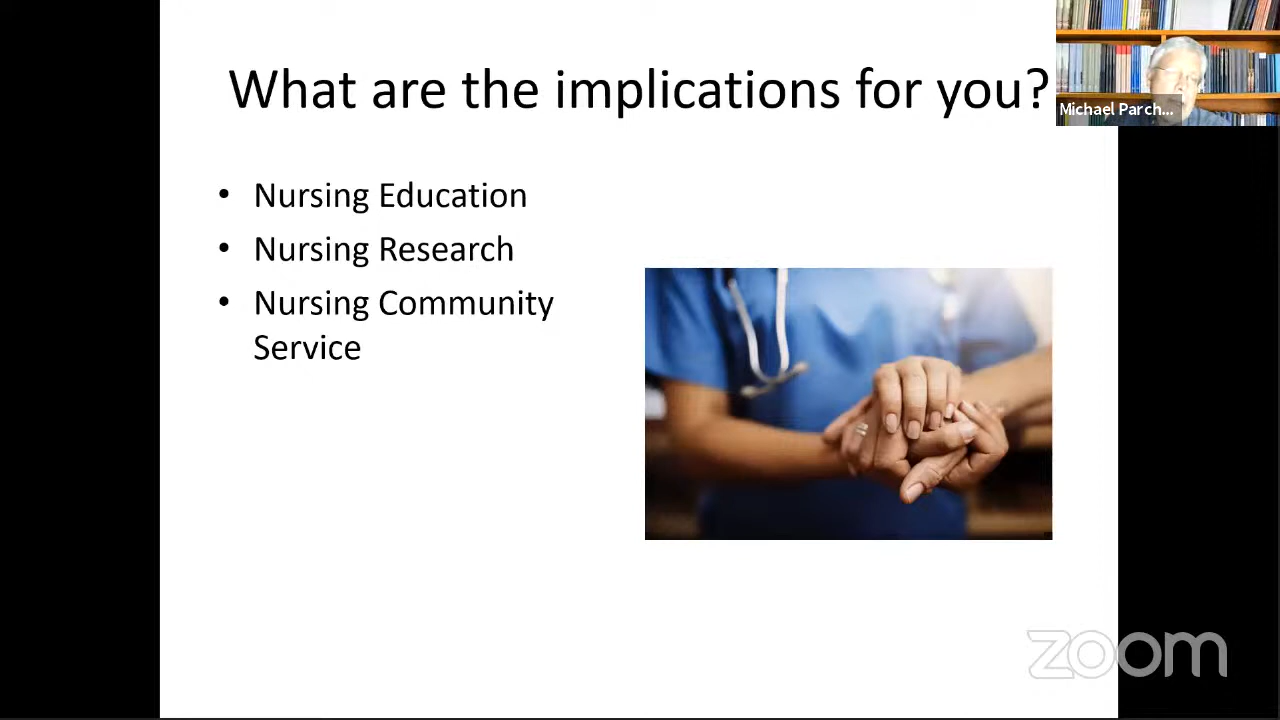 What are the implications for you?
Michael Parch...
• Nursing Education
• Nursing Research
• Nursing Community
Service
zoom